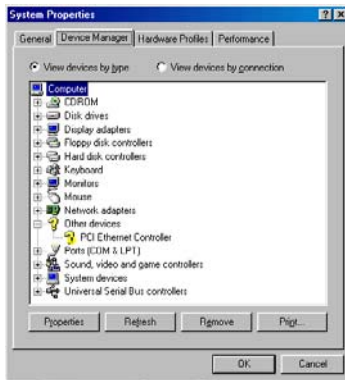 System Properties
General Device Manager Hardware Profiles Performance
View devices by type View devices by connection
Computer
CDROM
Disk drives
Display adapters
Floppy disk controllers
Hard disk controllers
Keyboard
Monitors
Mouse
Network adapters
Other devices
PCI Ethernet Controller
Ports (COM & LPT)
Sound, video and game controllers
System devices
Universal Serial Bus controllers
Properties Refresh Remove Print...
OK Cancel